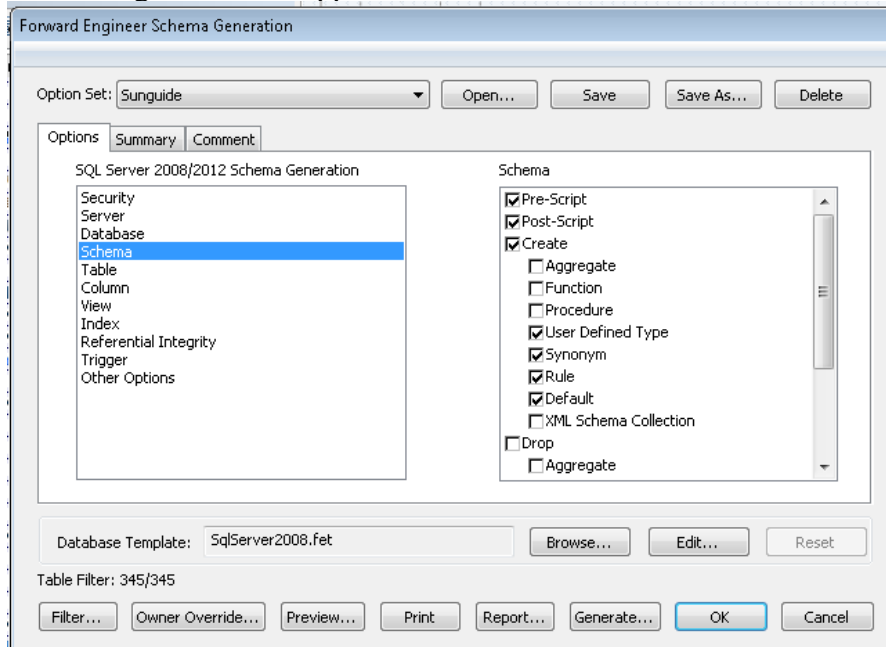 Forward Engineer Schema Generation
Option Set: Sunguide Open... Save Save As... Delete
Options Summary Comment
SQL Server 2008/2012 Schema Generation
Security
Server
Database
Schema
Table
Column
View
Index
Referential Integrity
Trigger
Other Options
Schema
Pre-Script
Post-Script
Create
Aggregate
Function
Procedure
User Defined Type
Synonym
Rule
Default
XML Schema Collection
Drop
Aggregate
Database Template: SqlServer2008.fet Browse... Edit... Reset
Table Filter: 345/345
Filter... Owner Override... Preview... Print Report... Generate... OK Cancel